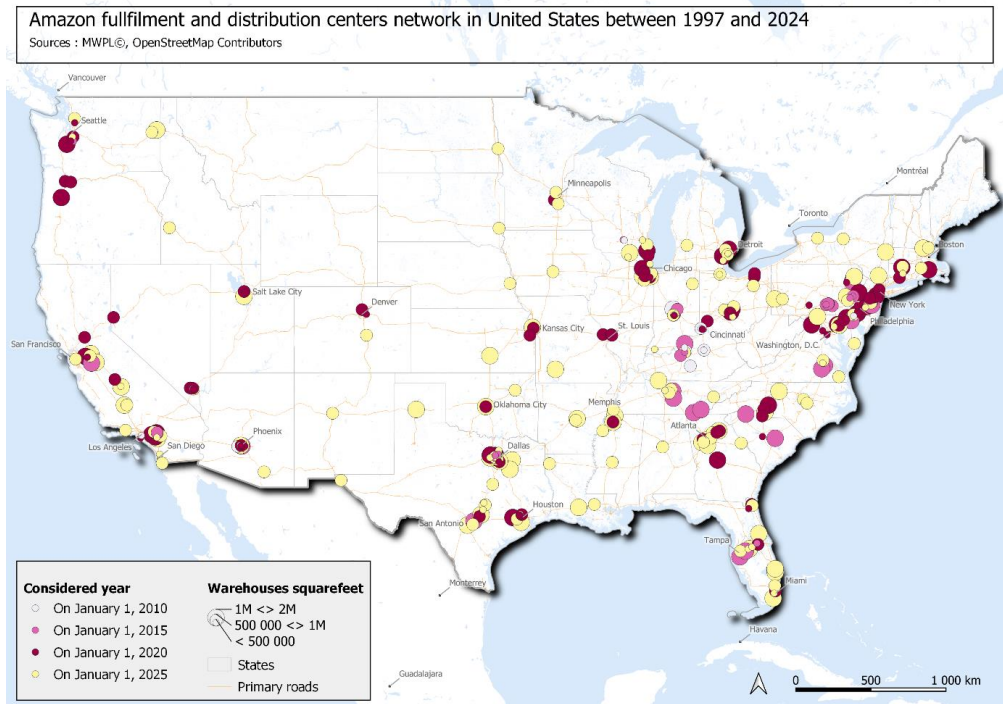 Amazon fullfilment and distribution centers network in United States between 1997 and 2024
Sources : MWPL©, OpenStreetMap Contributors
Vancouver
Seattle
Montréal
Minneapolis
Toronto
Boston
Detroit
Chicago
Salt Lake City
Denver
New York
Philadelphia
Kansas City
St. Louis
Cincinnati
Washington, D.C.
San Francisco
Oklahoma City
Memphis
Atlanta
Phoenix
Los Angeles
San Diego
Dallas
Houston
San Antonio
Tampa
Miami
Monterrey
Havana
Guadalajara
Considered year
On January 1, 2010
On January 1, 2015
On January 1, 2020
On January 1, 2025
Warehouses squarefeet
1M <> 2M
500 000 <> 1M
< 500 000
States
Primary roads
0 500 1 000 km